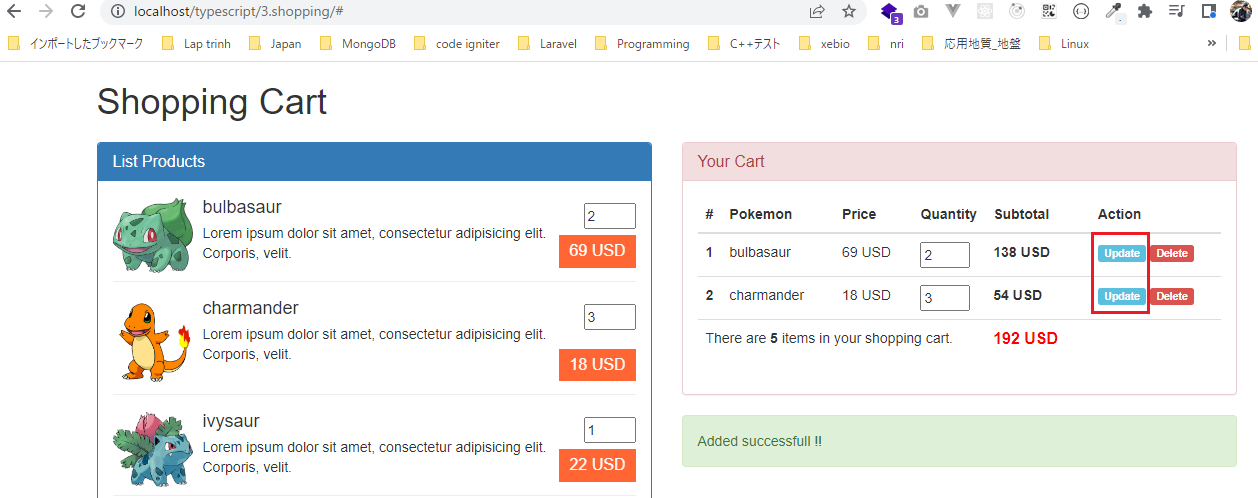 localhost/typescript/3.shopping/#
3
インポートしたブックマーク Lap trinh Japan MongoDB code igniter Laravel Programming C++テスト xebio nri 応用地質_地盤 Linux »
Shopping Cart
List Products
bulbasaur
2
Lorem ipsum dolor sit amet, consectetur adipisicing elit.
Corporis, velit.
69 USD
charmander
3
Lorem ipsum dolor sit amet, consectetur adipisicing elit.
Corporis, velit.
18 USD
ivysaur
1
Lorem ipsum dolor sit amet, consectetur adipisicing elit.
Corporis, velit.
22 USD
Your Cart
# Pokemon Price Quantity Subtotal Action
1 bulbasaur 69 USD 2 138 USD Update Delete
2 charmander 18 USD 3 54 USD Update Delete
There are 5 items in your shopping cart. 192 USD
Added successfull !!